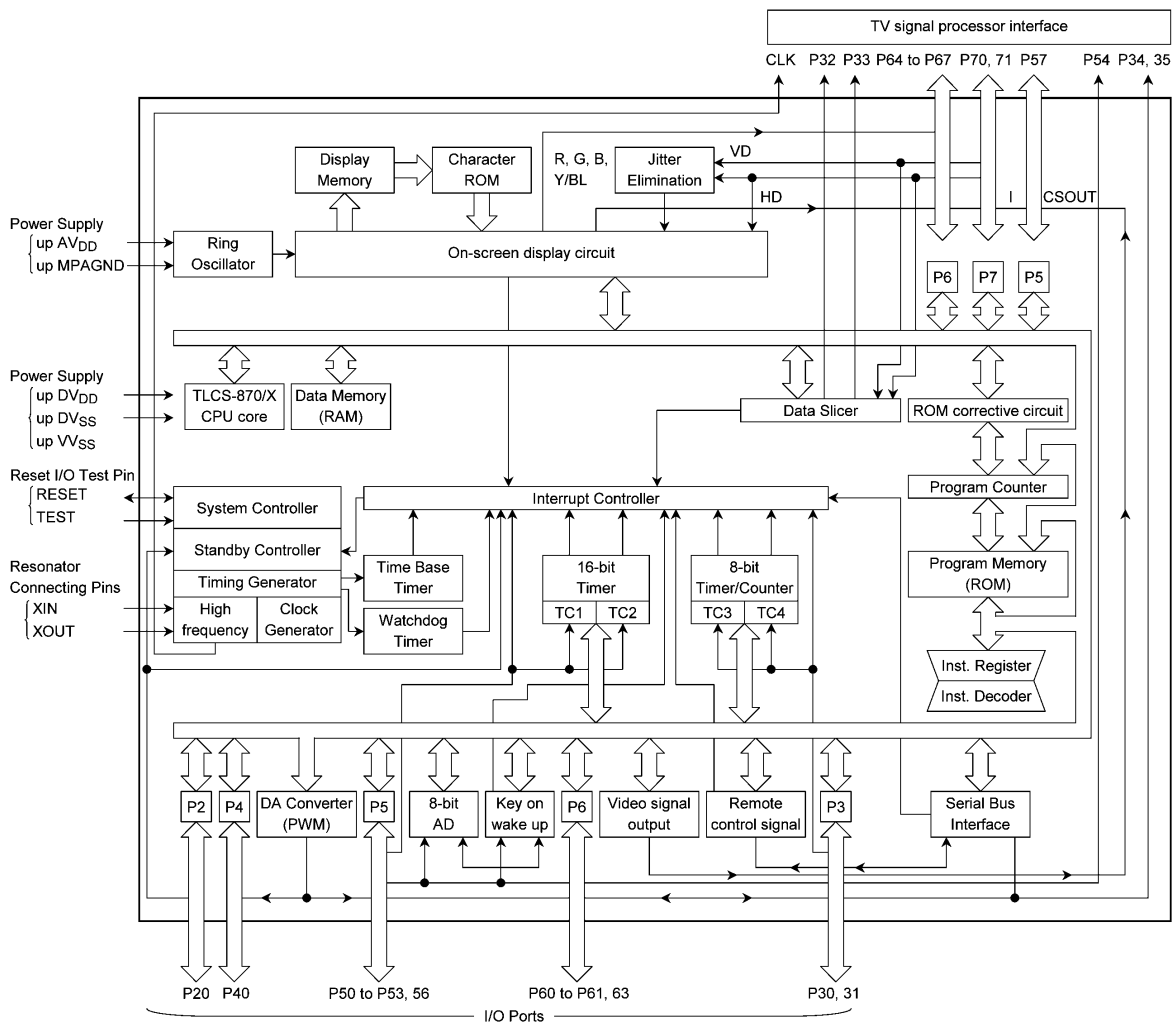 TV signal processor interface
CLK P32 P33 P64 to P67 P70, 71 P57 P54 P34, 35
Display
Memory
Character
ROM
R, G, B,
Y/BL
Jitter
Elimination
VD
HD
I
CSOUT
Power Supply
up AVDD
up MPAGND
Ring
Oscillator
On-screen display circuit
P6 P7 P5
Power Supply
up DVDD
up DVSS
up VVSS
TLCS-870/X
CPU core
Data Memory
(RAM)
Data Slicer
ROM corrective circuit
Reset I/O Test Pin
RESET
TEST
System Controller
Interrupt Controller
Program Counter
Standby Controller
Resonator
Connecting Pins
XIN
XOUT
Timing Generator
High
frequency
Clock
Generator
Time Base
Timer
Watchdog
Timer
16-bit
Timer
TC1 TC2
8-bit
Timer/Counter
TC3 TC4
Program Memory
(ROM)
Inst. Register
Inst. Decoder
P2 P4
DA Converter
(PWM)
P5
8-bit
AD
Key on
wake up
P6
Video signal
output
Remote
control signal
P3
Serial Bus
Interface
P20 P40 P50 to P53, 56 P60 to P61, 63 P30, 31
I/O Ports